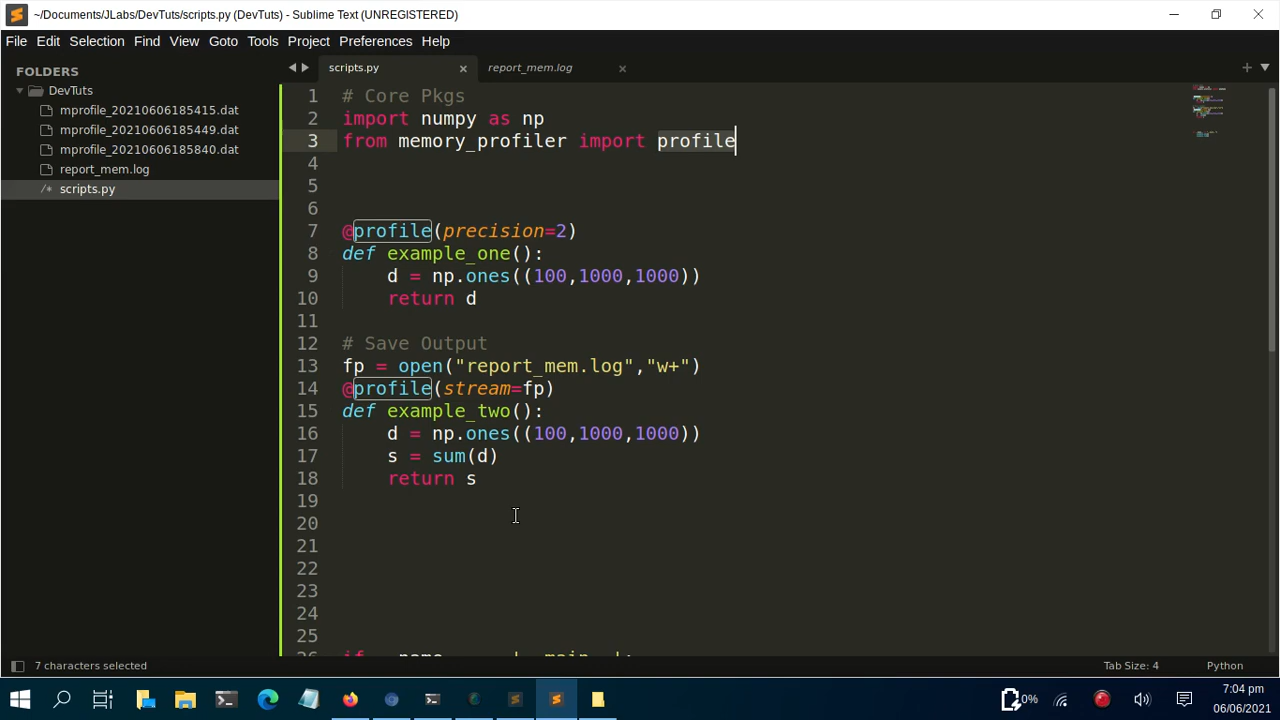 ~/Documents/JLabs/DevTuts/scripts.py (DevTuts) - Sublime Text (UNREGISTERED)
File Edit Selection Find View Goto Tools Project Preferences Help
FOLDERS
DevTuts
mprofile_20210606185415.dat
mprofile_20210606185449.dat
mprofile_20210606185840.dat
report_mem.log
/* scripts.py
scripts.py report_mem.log
1 # Core Pkgs
2 import numpy as np
3 from memory_profiler import profile
4
5
6
7 @profile(precision=2)
8 def example_one():
9 d = np.ones((100,1000,1000))
10 return d
11
12 # Save Output
13 fp = open("report_mem.log","w+")
14 @profile(stream=fp)
15 def example_two():
16 d = np.ones((100,1000,1000))
17 s = sum(d)
18 return s
19
20
21
22
23
24
25
7 characters selected
Tab Size: 4 Python
0%
7:04 pm
06/06/2021